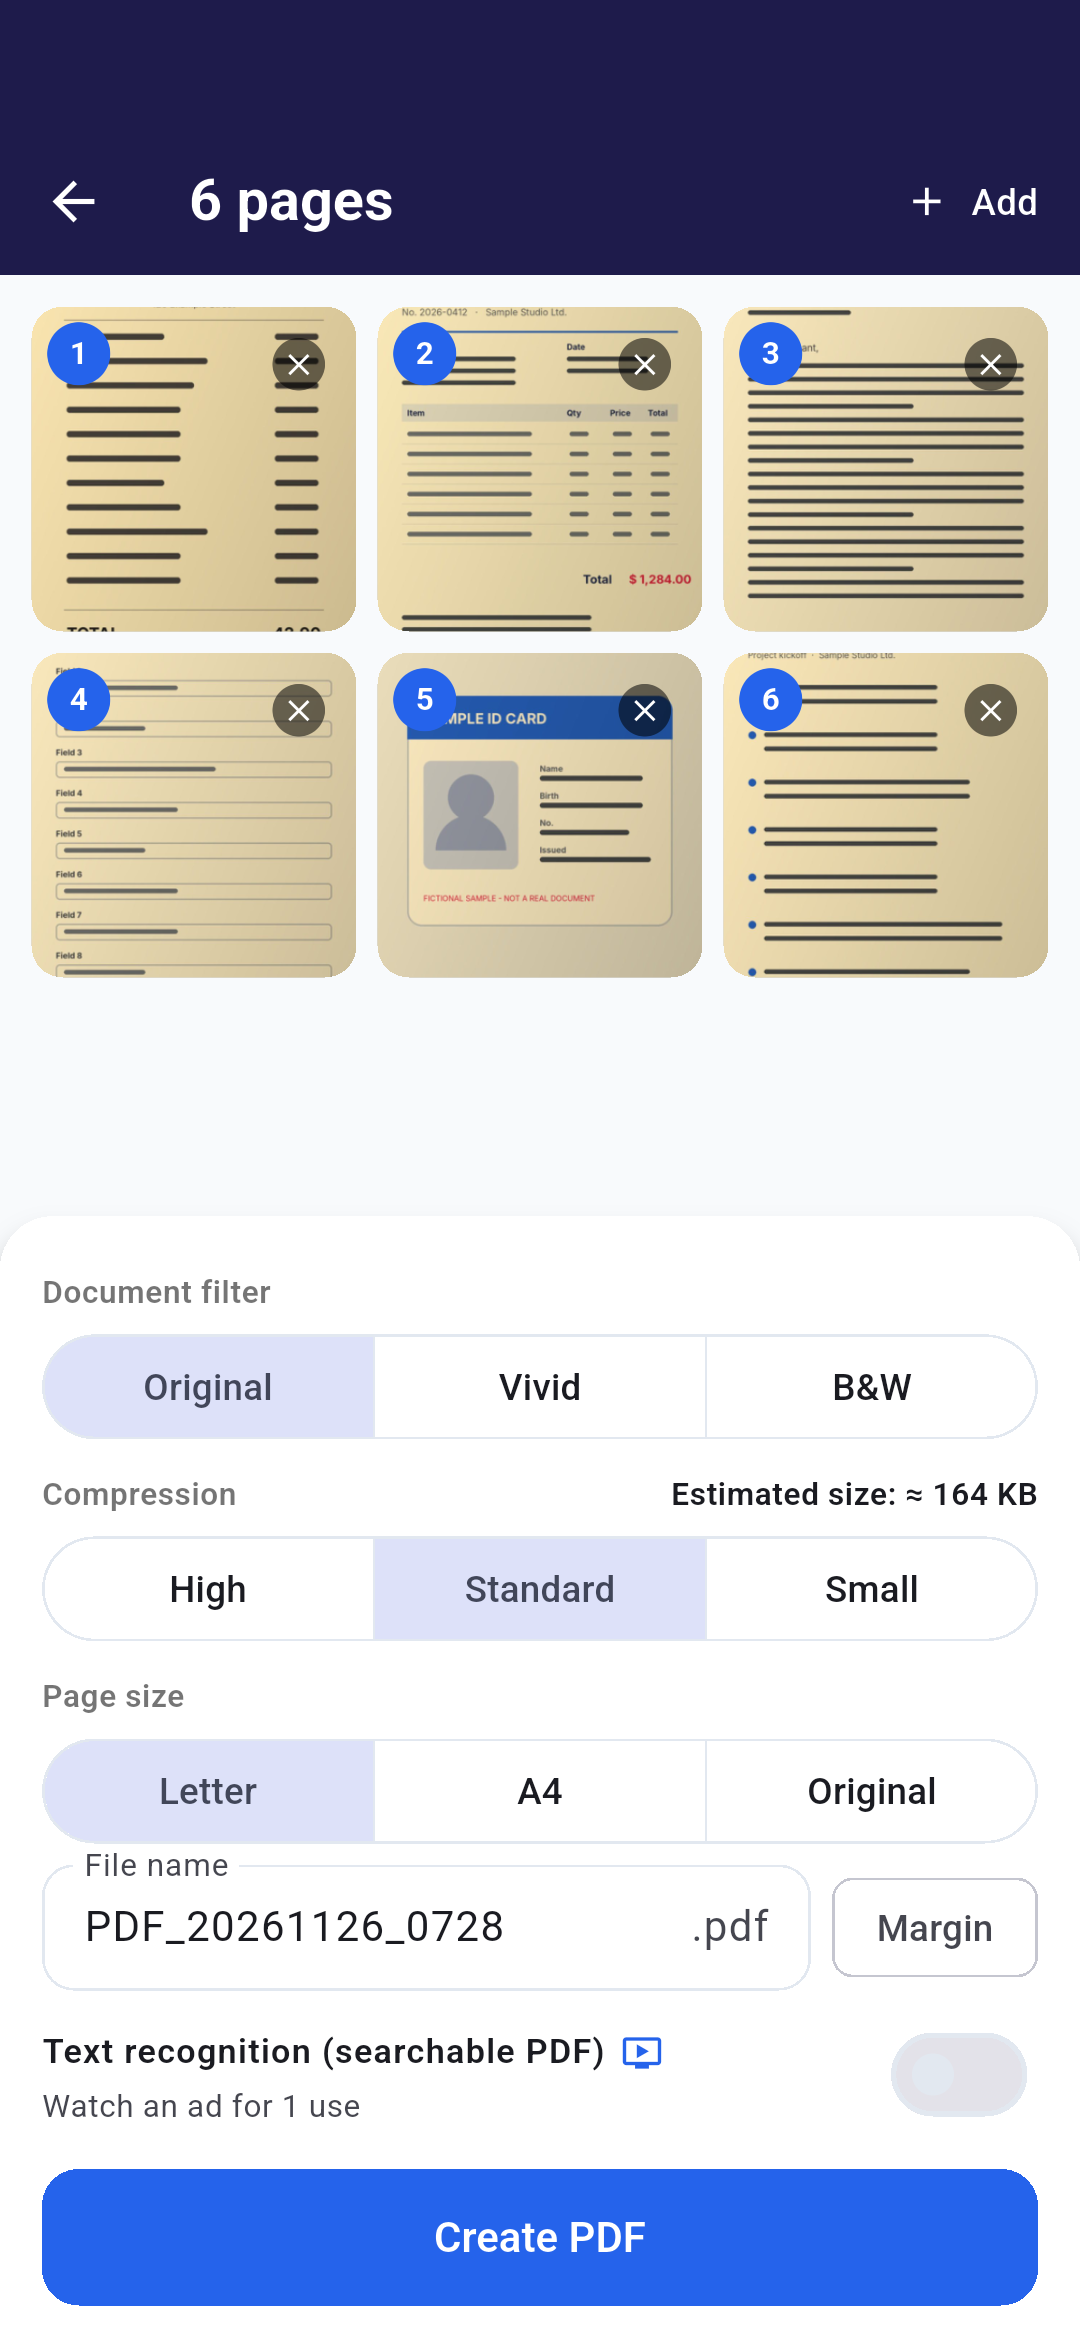 6 pages
+ Add
1
TOTAL 42.00
2
No. 2026-0412 · Sample Studio Ltd.
Date
Item Qty Price Total
Total $ 1,284.00
3
ant,
4
Field 3
Field 4
Field 5
Field 6
Field 7
Field 8
5
MPLE ID CARD
Name
Birth
No.
Issued
FICTIONAL SAMPLE - NOT A REAL DOCUMENT
6
Project kickoff · Sample Studio Ltd.
Document filter
Original Vivid B&W
Compression Estimated size: ≈ 164 KB
High Standard Small
Page size
Letter A4 Original
File name
PDF_20261126_0728 .pdf
Margin
Text recognition (searchable PDF)
Watch an ad for 1 use
Create PDF